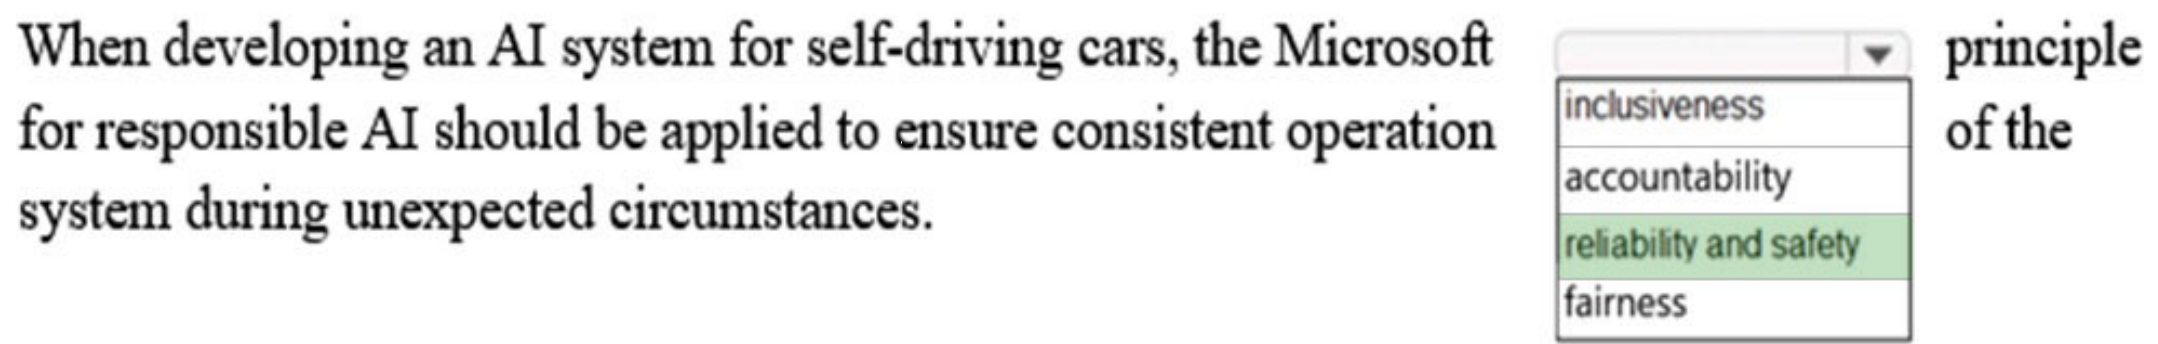 When developing an AI system for self-driving cars, the Microsoft principle
for responsible AI should be applied to ensure consistent operation of the
system during unexpected circumstances.
inclusiveness
accountability
reliability and safety
fairness